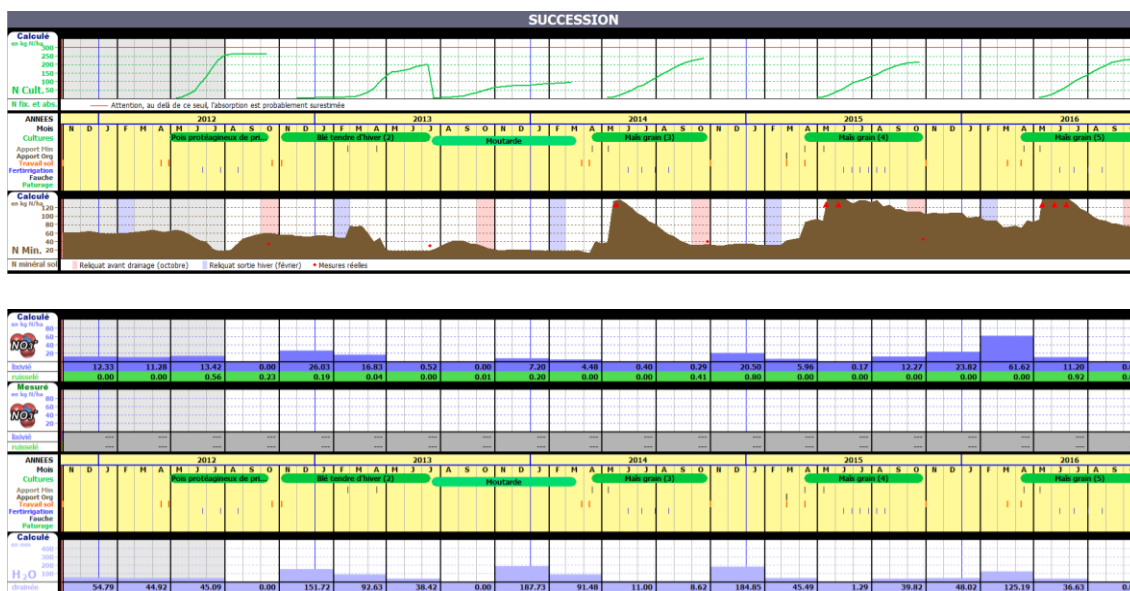 SUCCESSION
Calculé
en kg N/ha
300
250
200
150
100
N Cult. 50
N fix. et abs.
Attention, au delà de ce seuil, l'absorption est probablement surestimée
ANNEES 2012 2013 2014 2015 2016
Mois N D J F M A M J J A S O N D J F M A M J J A S O N D J F M A M J J A S O N D J F M A M J J A S O N D J F M A M J J A S
Cultures Pois protéagineux de pri... Blé tendre d'hiver (2) Moutarde Maïs grain (3) Maïs grain (4) Maïs grain (5)
Apport Min
Apport Org
Travail sol
Fertirrigation
Fauche
Paturage
Calculé
en kg N/ha
120
100
80
60
40
N Min. 20
N minéral sol Reliquat avant drainage (octobre) Reliquat sortie hiver (février) Mesures réelles
Calculé
en kg N/ha
80
60
40
20
NO3-
lixivié 12.33 11.28 13.42 0.00 26.03 16.83 0.52 0.00 7.20 4.48 0.40 0.29 20.50 5.96 0.17 12.27 23.82 61.62 11.20
ruisselé 0.00 0.00 0.56 0.23 0.19 0.04 0.00 0.01 0.20 0.00 0.00 0.41 0.80 0.00 0.00 0.00 0.00 0.00 0.92
Mesuré
en kg N/ha
80
60
40
20
NO3-
lixivié --- --- --- --- --- --- --- --- --- --- --- --- --- --- --- --- --- --- ---
ruisselé --- --- --- --- --- --- --- --- --- --- --- --- --- --- --- --- --- --- ---
ANNEES 2012 2013 2014 2015 2016
Mois N D J F M A M J J A S O N D J F M A M J J A S O N D J F M A M J J A S O N D J F M A M J J A S O N D J F M A M J J A S
Cultures Pois protéagineux de pri... Blé tendre d'hiver (2) Moutarde Maïs grain (3) Maïs grain (4) Maïs grain (5)
Apport Min
Apport Org
Travail sol
Fertirrigation
Fauche
Paturage
Calculé
en mm
400
300
200
H2O 100
drainée 54.79 44.92 45.09 0.00 151.72 92.63 38.42 0.00 187.73 91.48 11.00 8.62 184.85 45.49 1.29 39.82 40.02 125.19 36.63